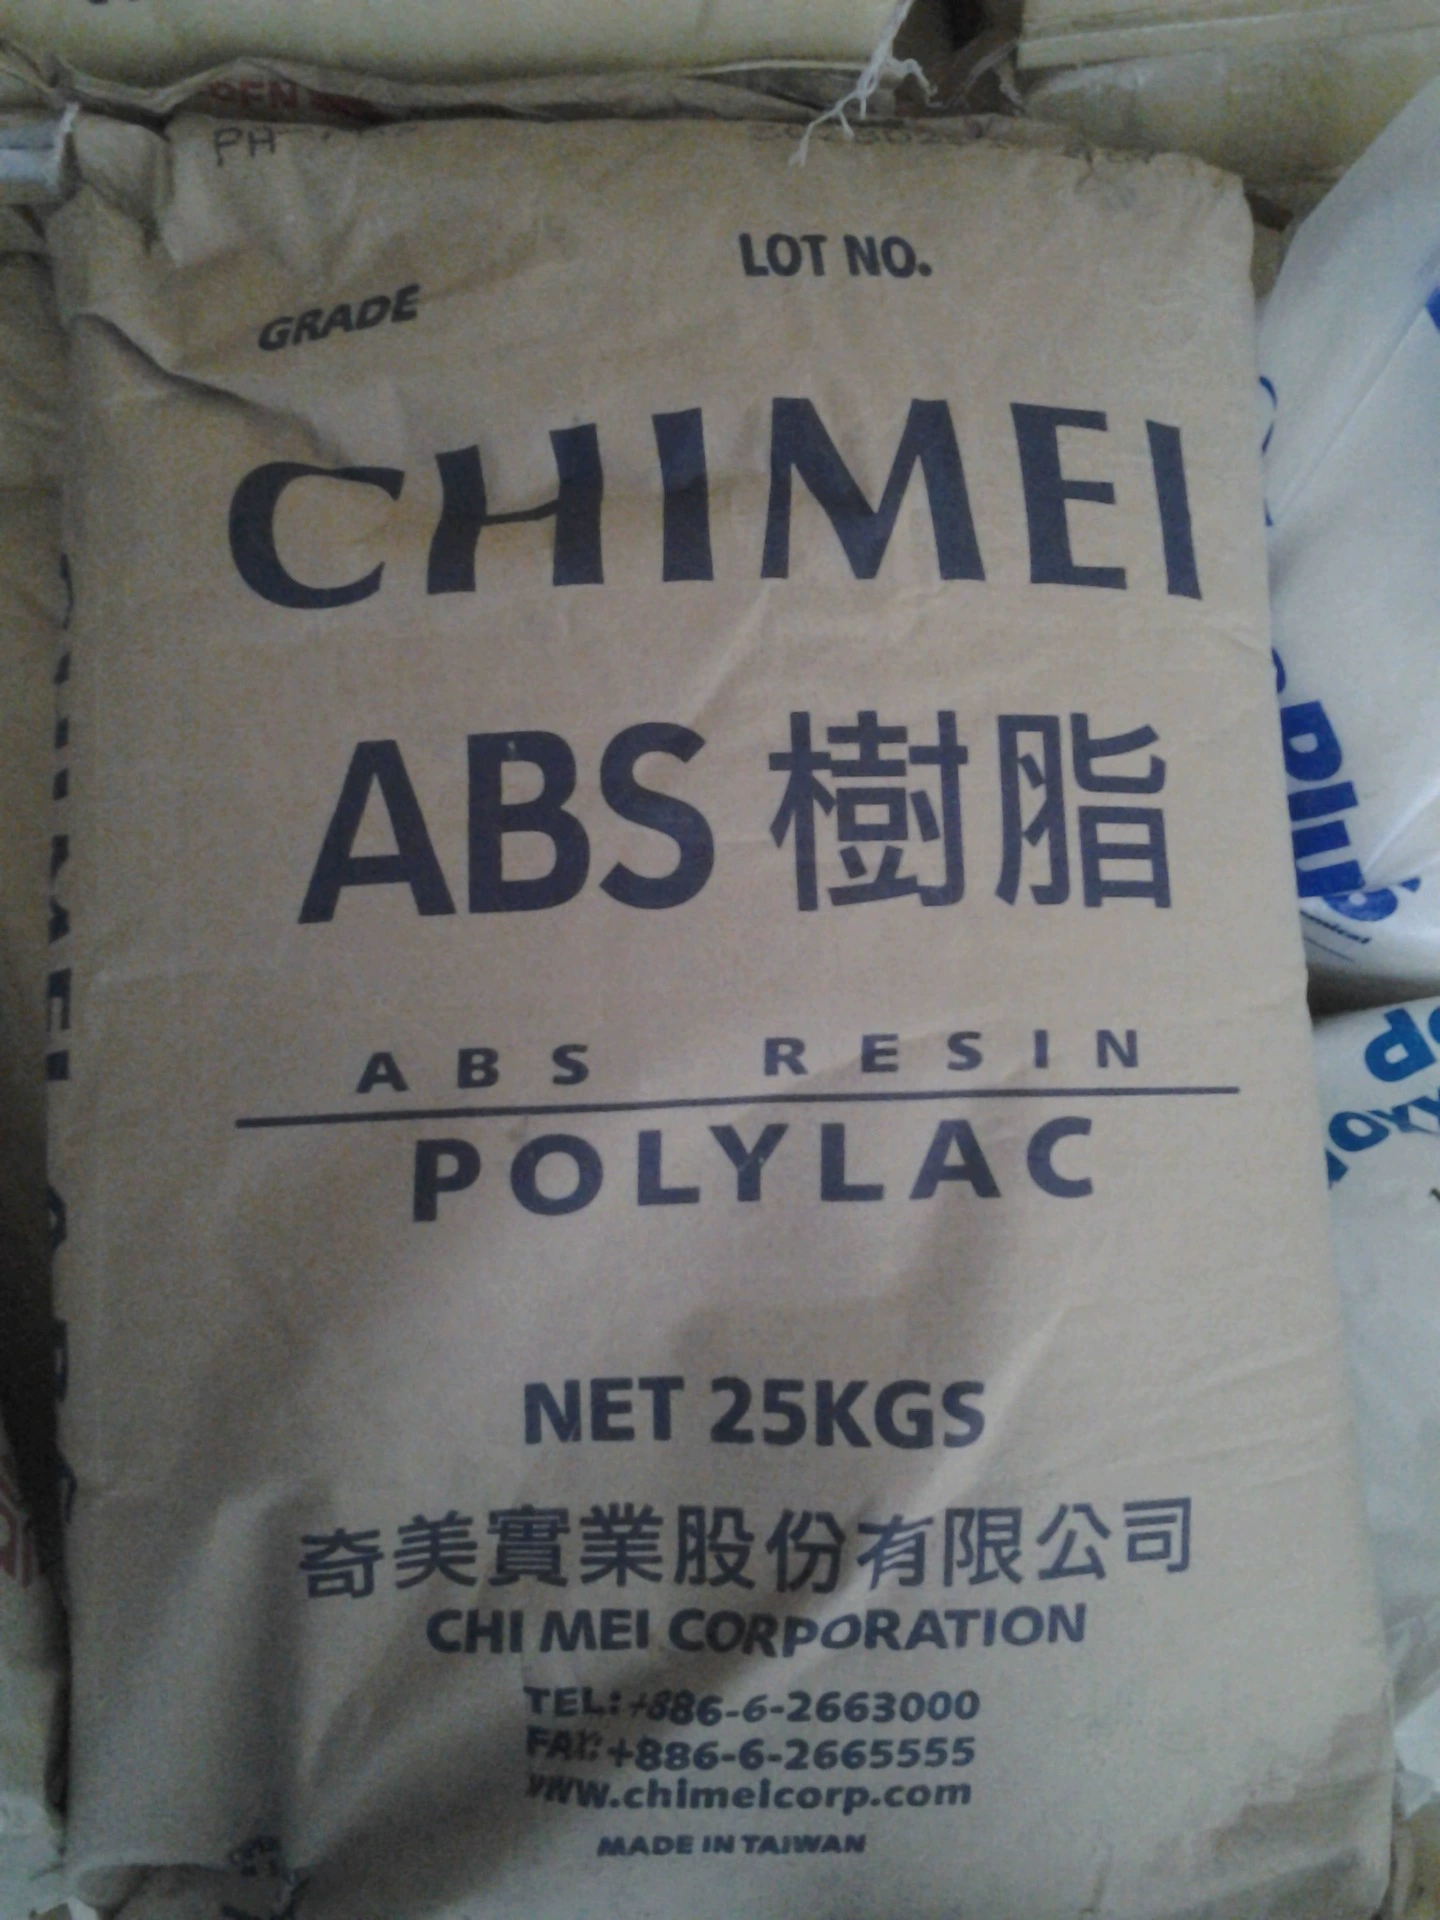 LOT NO.
GRADE
CHIMEI
ABS 樹脂
ABS RESIN
POLYLAC
NET 25KGS
奇美實業股份有限公司
CHI MEI CORPORATION
TEL:+886-6-2663000
FAX:+886-6-2665555
www.chimeicorp.com
MADE IN TAIWAN